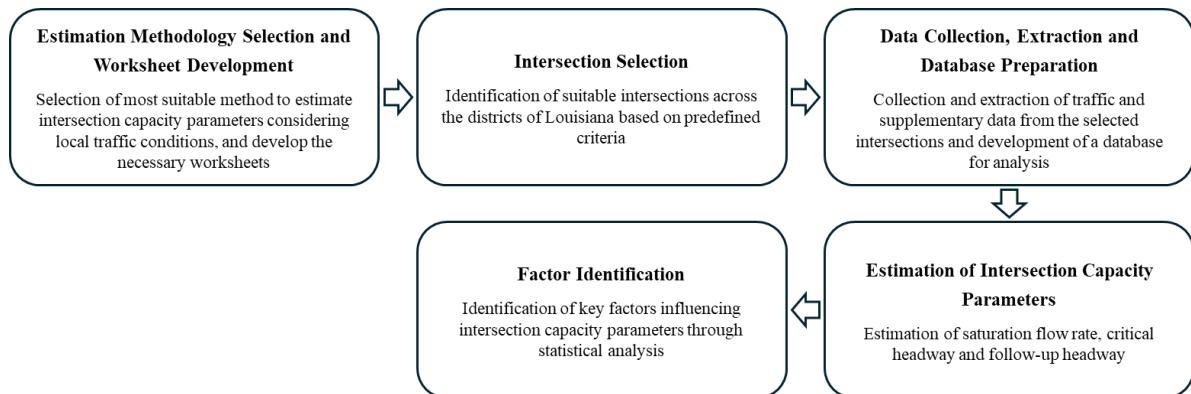 Estimation Methodology Selection and
Worksheet Development
Selection of most suitable method to estimate
intersection capacity parameters considering
local traffic conditions, and develop the
necessary worksheets
Intersection Selection
Identification of suitable intersections across
the districts of Louisiana based on predefined
criteria
Data Collection, Extraction and
Database Preparation
Collection and extraction of traffic and
supplementary data from the selected
intersections and development of a database
for analysis
Estimation of Intersection Capacity
Parameters
Estimation of saturation flow rate, critical
headway and follow-up headway
Factor Identification
Identification of key factors influencing
intersection capacity parameters through
statistical analysis